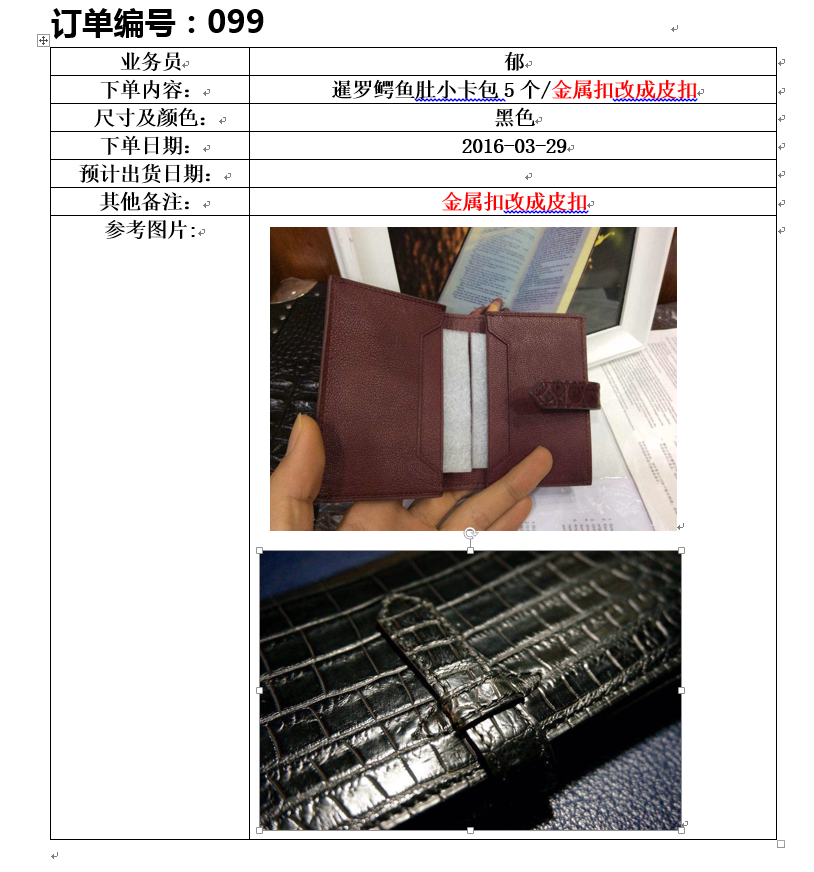 订单编号：099
业务员 郁
下单内容： 暹罗鳄鱼肚小卡包 5 个/金属扣改成皮扣
尺寸及颜色： 黑色
下单日期： 2016-03-29
预计出货日期：
其他备注： 金属扣改成皮扣
参考图片: